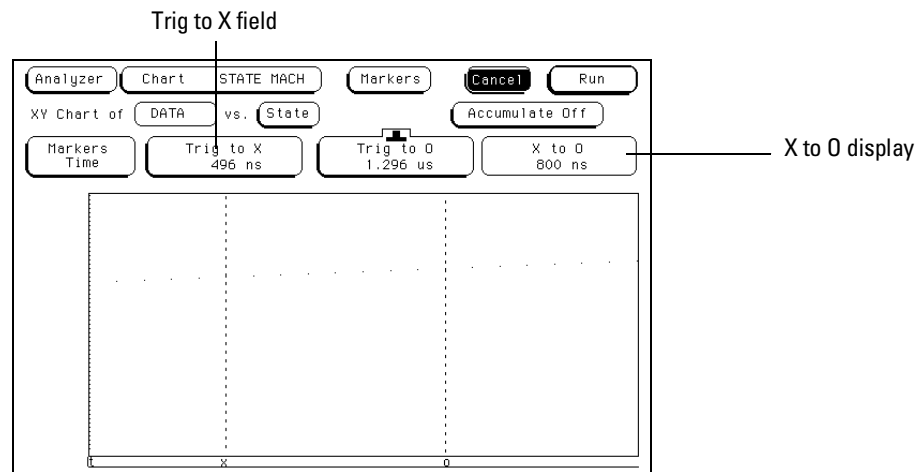 Trig to X field
Analyzer Chart STATE MACH Markers Cancel Run
XY Chart of DATA vs. State Accumulate Off
Markers Time
Trig to X 496 ns
Trig to O 1.296 us
X to O 800 ns
X to O display
t X O